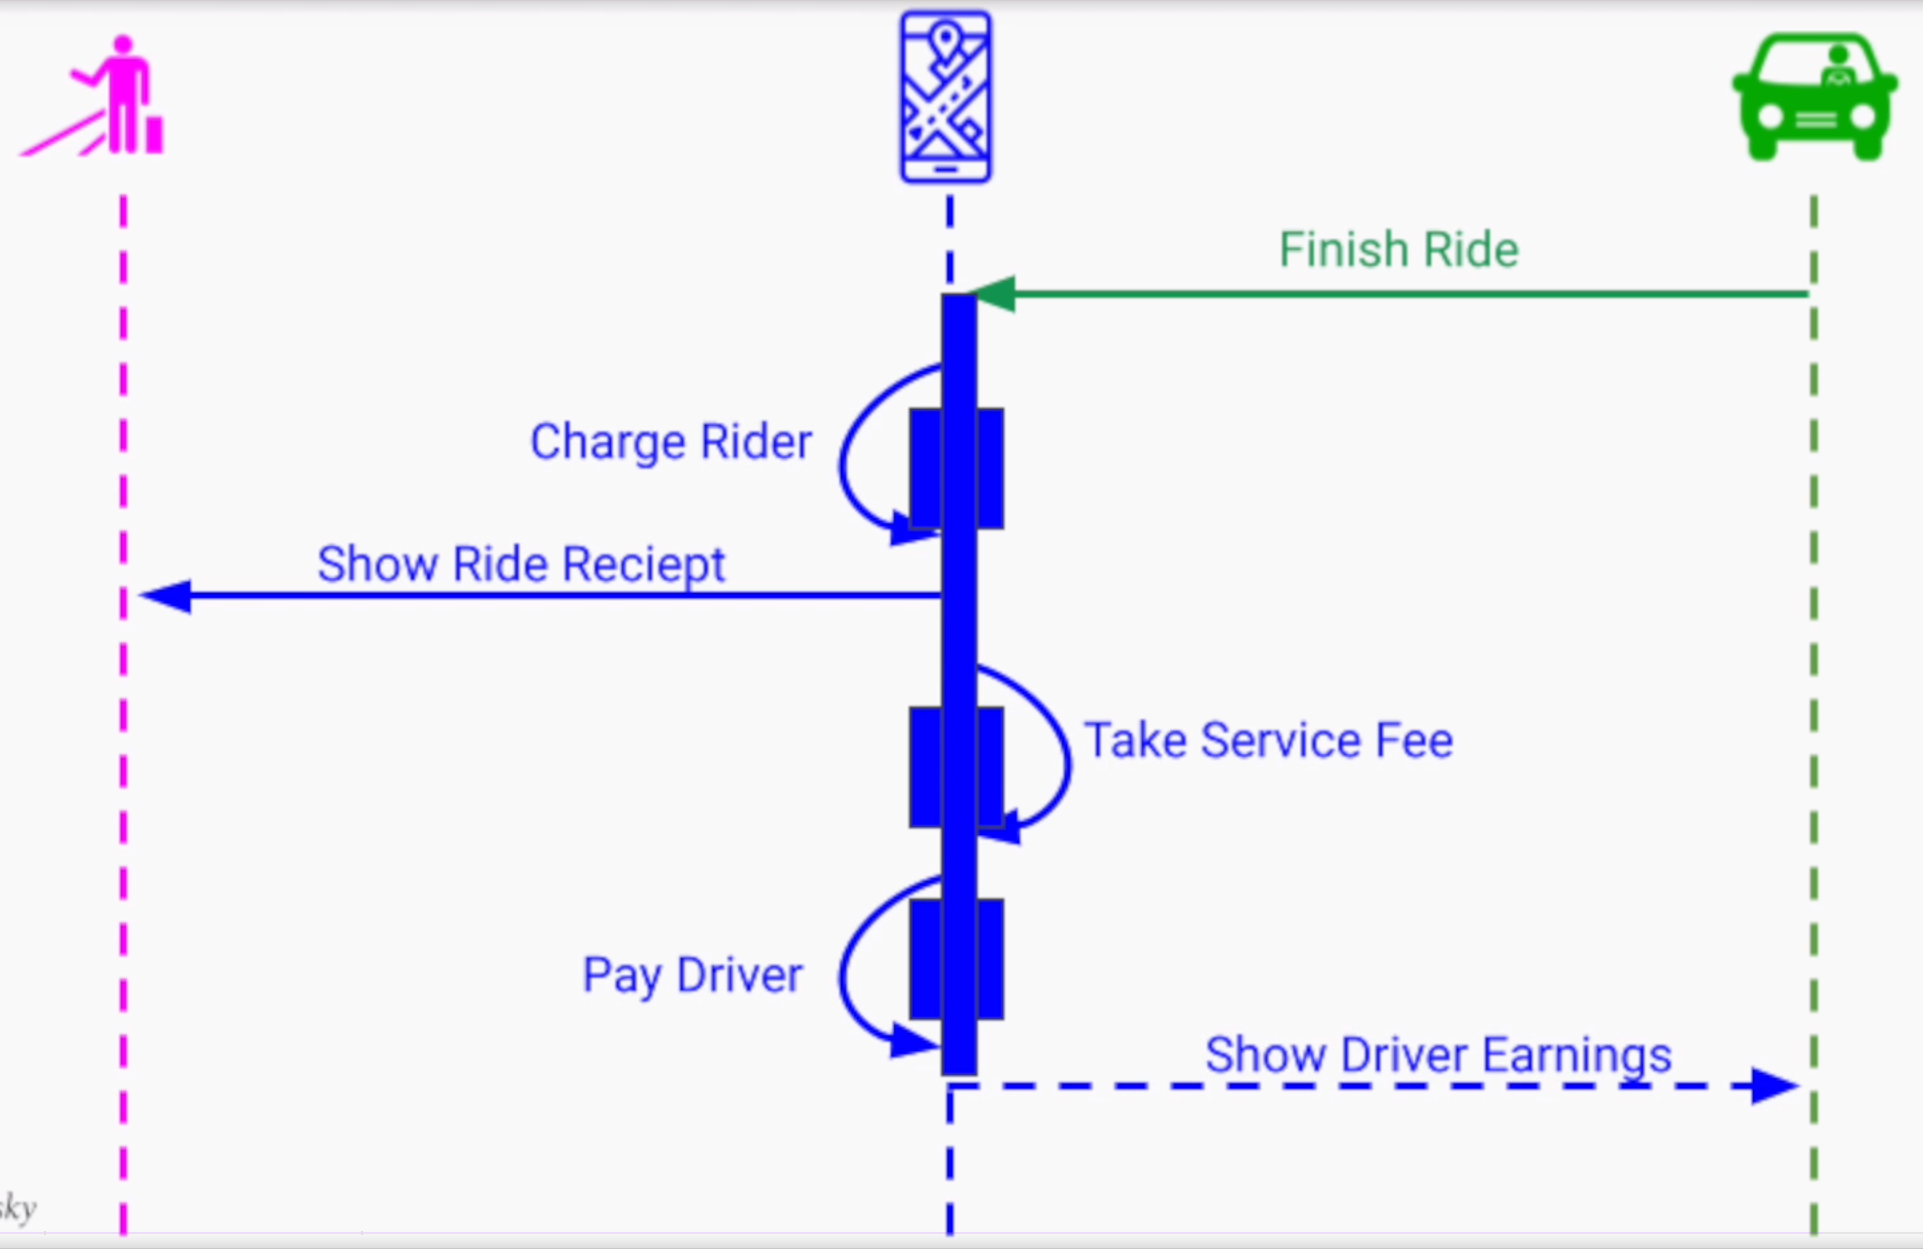 Finish Ride
Charge Rider
Show Ride Reciept
Take Service Fee
Pay Driver
Show Driver Earnings
sky